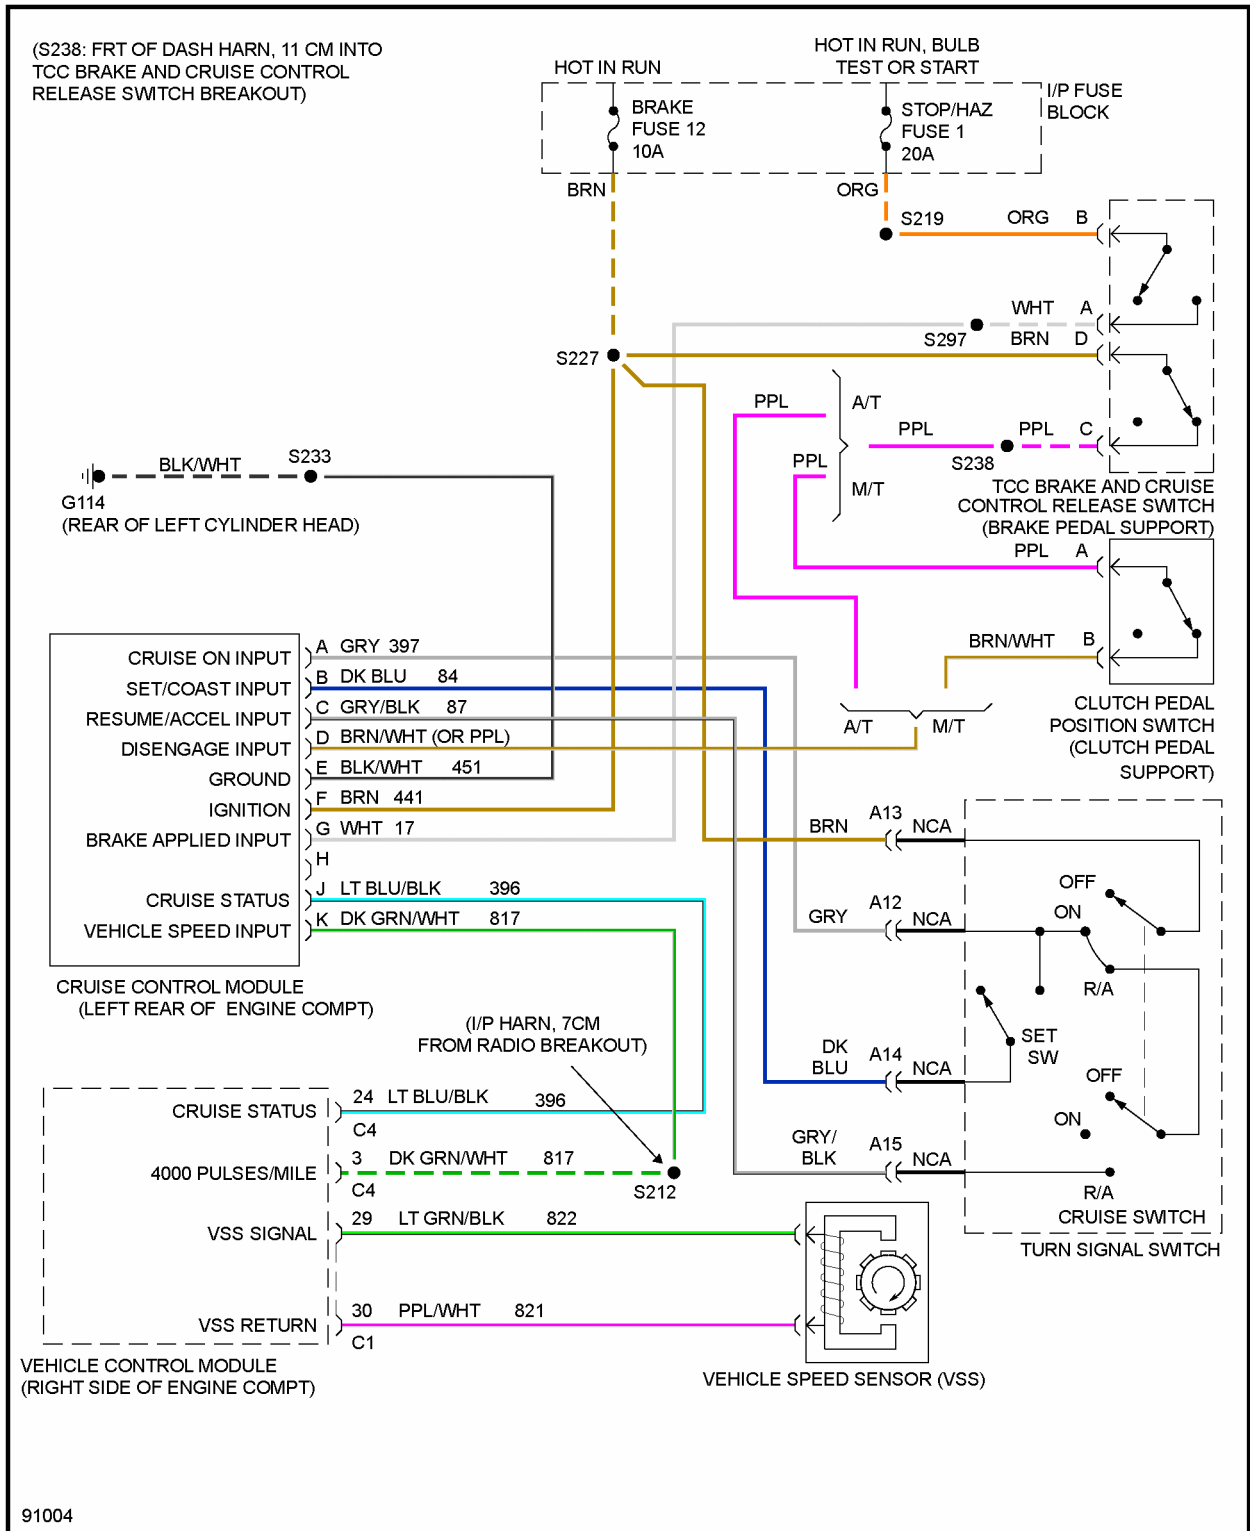 (S238: FRT OF DASH HARN, 11 CM INTO
TCC BRAKE AND CRUISE CONTROL
RELEASE SWITCH BREAKOUT)
HOT IN RUN
HOT IN RUN, BULB
TEST OR START
I/P FUSE
BLOCK
BRAKE
FUSE 12
10A
STOP/HAZ
FUSE 1
20A
BRN
ORG
S219
ORG
B
WHT
A
S297
BRN
D
S227
PPL
A/T
PPL
PPL
C
S238
PPL
M/T
TCC BRAKE AND CRUISE
CONTROL RELEASE SWITCH
(BRAKE PEDAL SUPPORT)
BLK/WHT
S233
G114
(REAR OF LEFT CYLINDER HEAD)
PPL
A
BRN/WHT
B
CLUTCH PEDAL
POSITION SWITCH
(CLUTCH PEDAL
SUPPORT)
A/T
M/T
CRUISE ON INPUT
A
GRY 397
SET/COAST INPUT
B
DK BLU 84
RESUME/ACCEL INPUT
C
GRY/BLK 87
DISENGAGE INPUT
D
BRN/WHT (OR PPL)
GROUND
E
BLK/WHT 451
IGNITION
F
BRN 441
BRAKE APPLIED INPUT
G
WHT 17
H
CRUISE STATUS
J
LT BLU/BLK 396
VEHICLE SPEED INPUT
K
DK GRN/WHT 817
CRUISE CONTROL MODULE
(LEFT REAR OF ENGINE COMPT)
BRN
A13
NCA
GRY
A12
NCA
OFF
ON
R/A
SET
SW
DK
BLU
A14
NCA
OFF
ON
GRY/
BLK
A15
NCA
R/A
CRUISE SWITCH
TURN SIGNAL SWITCH
(I/P HARN, 7CM
FROM RADIO BREAKOUT)
CRUISE STATUS
24
LT BLU/BLK 396
C4
4000 PULSES/MILE
3
DK GRN/WHT 817
C4
S212
VSS SIGNAL
29
LT GRN/BLK 822
VSS RETURN
30
PPL/WHT 821
C1
VEHICLE CONTROL MODULE
(RIGHT SIDE OF ENGINE COMPT)
VEHICLE SPEED SENSOR (VSS)
91004